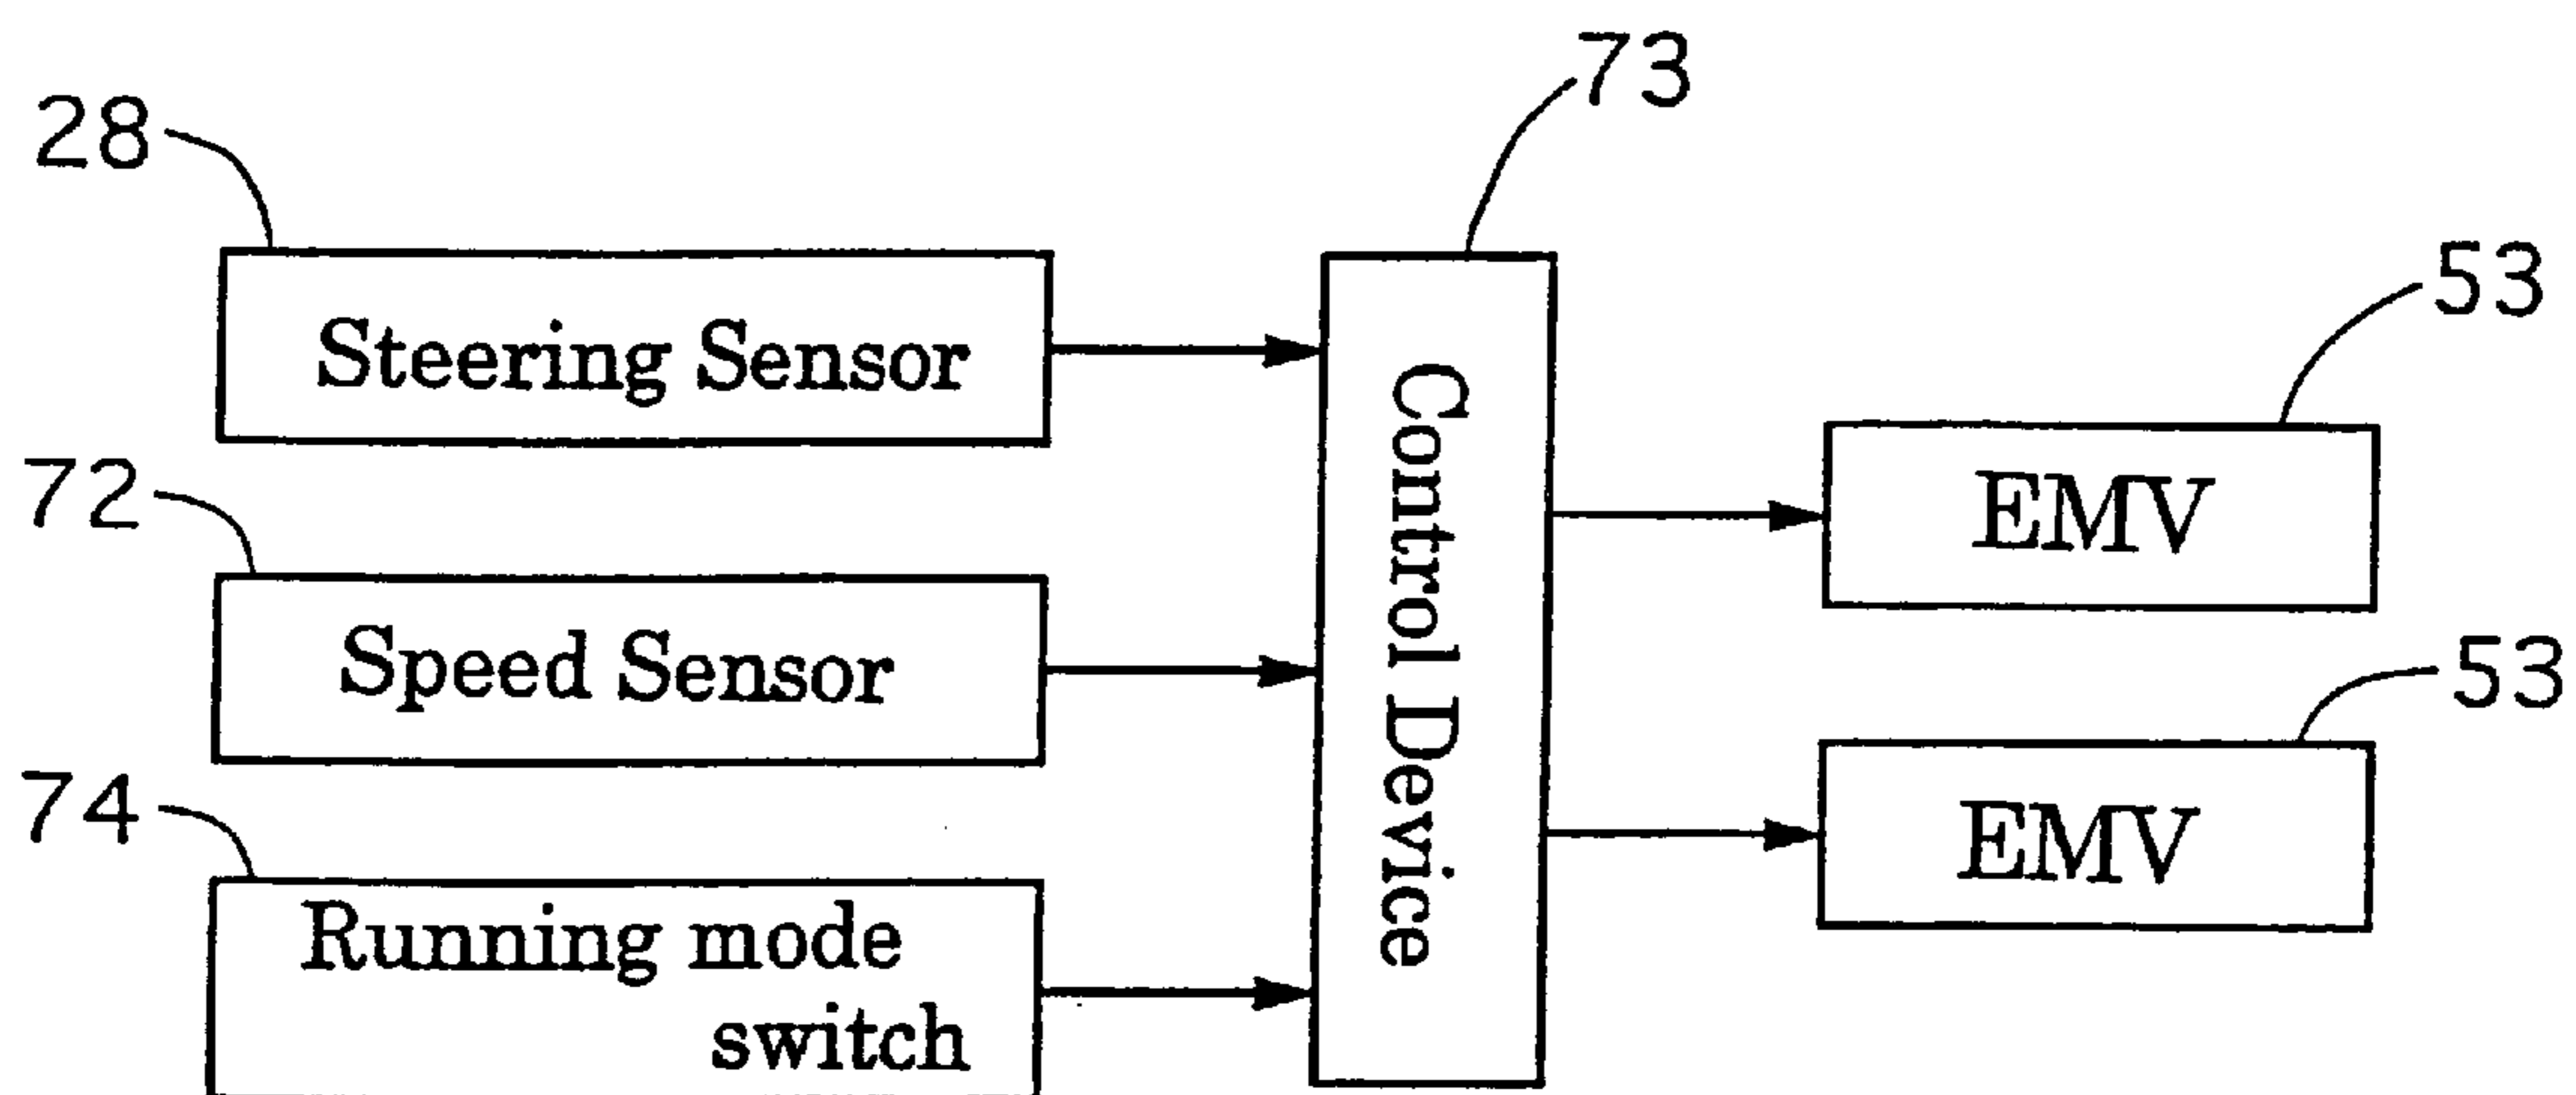 73
28
Steering Sensor
53
EMV
72
Speed Sensor
Control Device
53
EMV
74
Running mode
switch